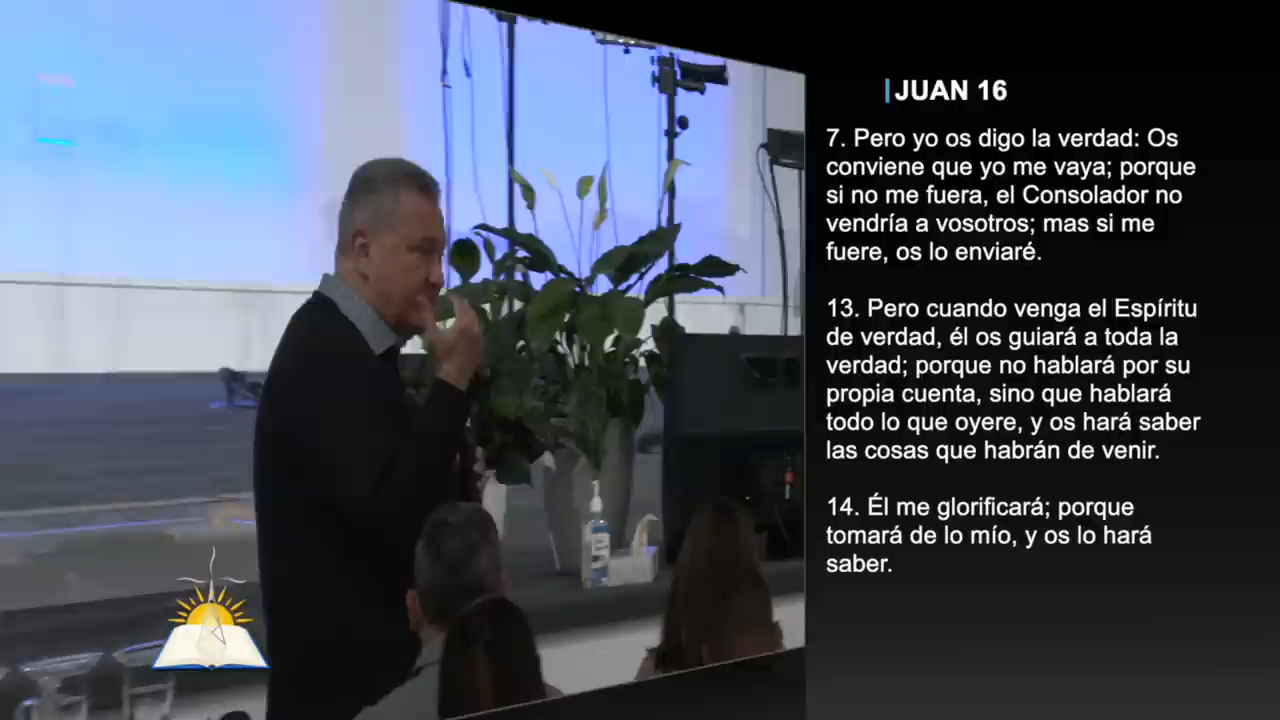 JUAN 16
7. Pero yo os digo la verdad: Os
conviene que yo me vaya; porque
si no me fuera, el Consolador no
vendría a vosotros; mas si me
fuere, os lo enviaré.
13. Pero cuando venga el Espíritu
de verdad, él os guiará a toda la
verdad; porque no hablará por su
propia cuenta, sino que hablará
todo lo que oyere, y os hará saber
las cosas que habrán de venir.
14. Él me glorificará; porque
tomará de lo mío, y os lo hará
saber.